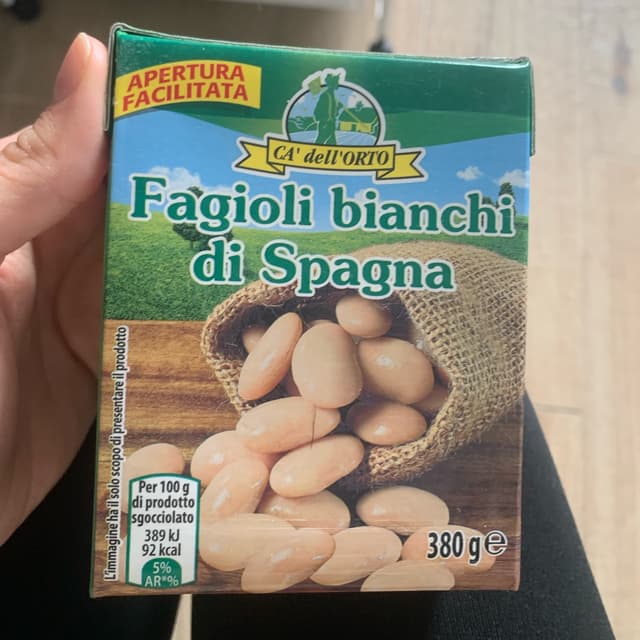 APERTURA
FACILITATA
CA' dell'ORTO
Fagioli bianchi
di Spagna
L'immagine ha il solo scopo di presentare il prodotto
Per 100 g
di prodotto
sgocciolato
389 kJ
92 kcal
5%
AR*%
380 g e